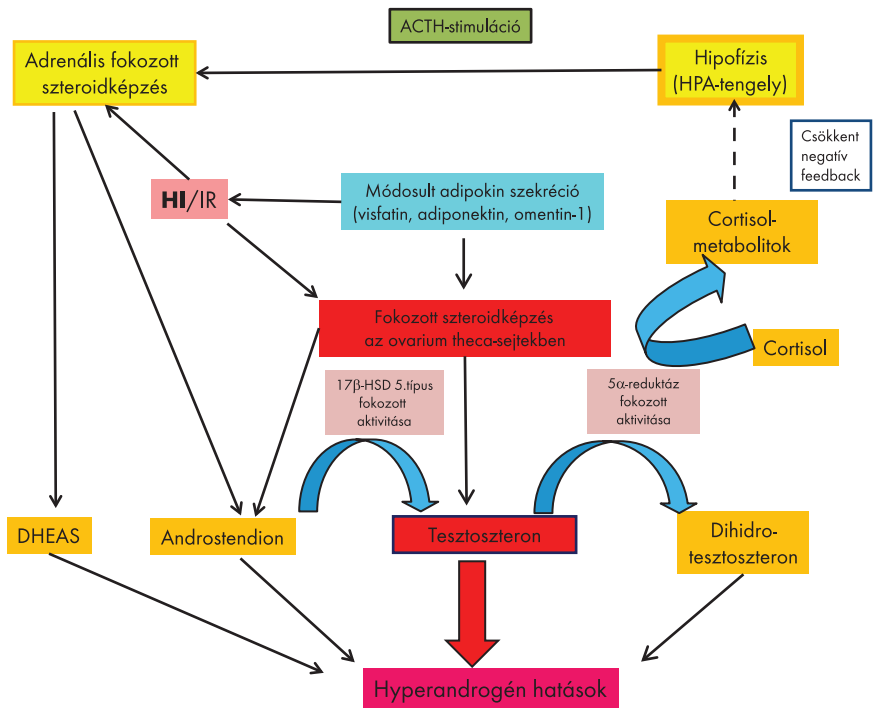 ACTH-stimuláció
Adrenális fokozott
szteroidképzés
Hipofízis
(HPA-tengely)
Csökkent
negatív
feedback
HI/IR
Módosult adipokin szekréció
(visfatin, adiponektin, omentin-1)
Cortisol-
metabolitok
Fokozott szteroidképzés
az ovarium theca-sejtekben
Cortisol
17β-HSD 5.típus
fokozott
aktivitása
5α-reduktáz
fokozott
aktivitása
DHEAS
Androstendion
Tesztoszteron
Dihidro-
tesztoszteron
Hyperandrogén hatások